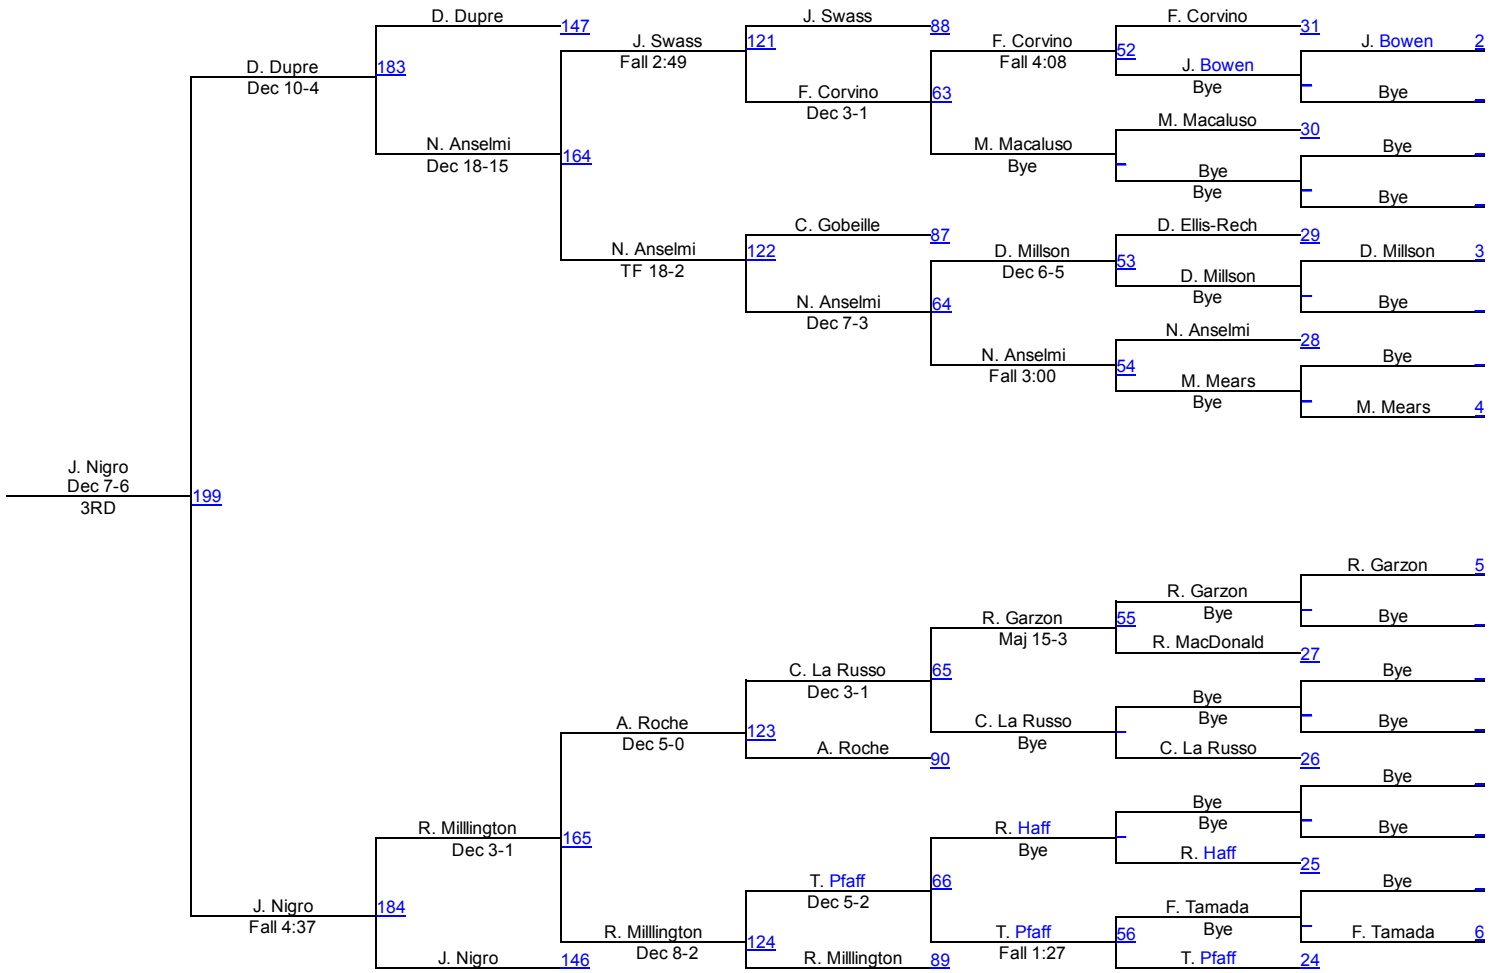 D. Dupre
J. Swass
F. Corvino
147
88
31
J. Swass
121
F. Corvino
J. Bowen
2
Fall 2:49
Fall 4:08
52
D. Dupre
183
J. Bowen
Dec 10-4
Bye
F. Corvino
63
Bye
Dec 3-1
M. Macaluso
30
N. Anselmi
M. Macaluso
Bye
Dec 18-15
164
Bye
Bye
Bye
Bye
C. Gobeille
87
D. Ellis-Rech
29
N. Anselmi
122
D. Millson
D. Millson
3
TF 18-2
Dec 6-5
53
D. Millson
Bye
N. Anselmi
64
Bye
Dec 7-3
N. Anselmi
28
N. Anselmi
Bye
Fall 3:00
54
M. Mears
Bye
M. Mears
4
J. Nigro
Dec 7-6
199
3RD
R. Garzon
5
R. Garzon
R. Garzon
55
Bye
Bye
Maj 15-3
R. MacDonald
27
C. La Russo
65
Bye
Dec 3-1
Bye
A. Roche
123
C. La Russo
Bye
Bye
Dec 5-0
Bye
A. Roche
90
C. La Russo
26
Bye
Bye
R. Milllington
165
R. Haff
Bye
Bye
Dec 3-1
Bye
R. Haff
25
T. Pfaff
66
Bye
Dec 5-2
J. Nigro
184
F. Tamada
Fall 4:37
Bye
R. Milllington
124
T. Pfaff
56
F. Tamada
6
Dec 8-2
Fall 1:27
J. Nigro
146
R. Milllington
89
T. Pfaff
24